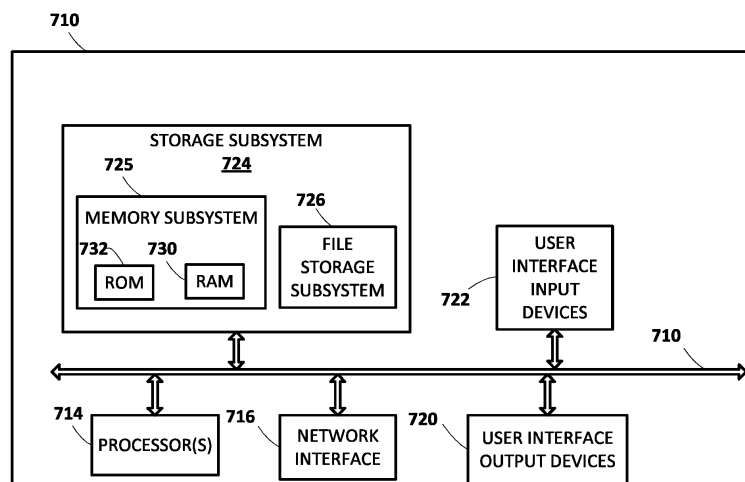 710
STORAGE SUBSYSTEM
724
725
MEMORY SUBSYSTEM
732
730
ROM
RAM
726
FILE
STORAGE
SUBSYSTEM
USER
INTERFACE
INPUT
DEVICES
722
710
714
PROCESSOR(S)
716
NETWORK
INTERFACE
720
USER INTERFACE
OUTPUT DEVICES